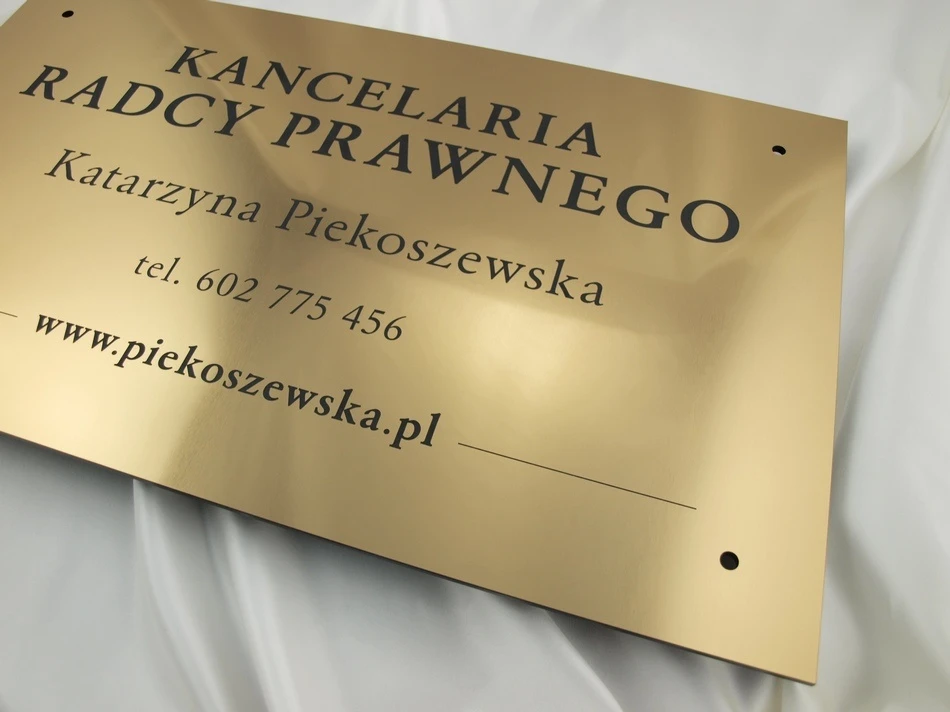 KANCELARIA
RADCY PRAWNEGO
Katarzyna Piekoszewska
tel. 602 775 456
www.piekoszewska.pl